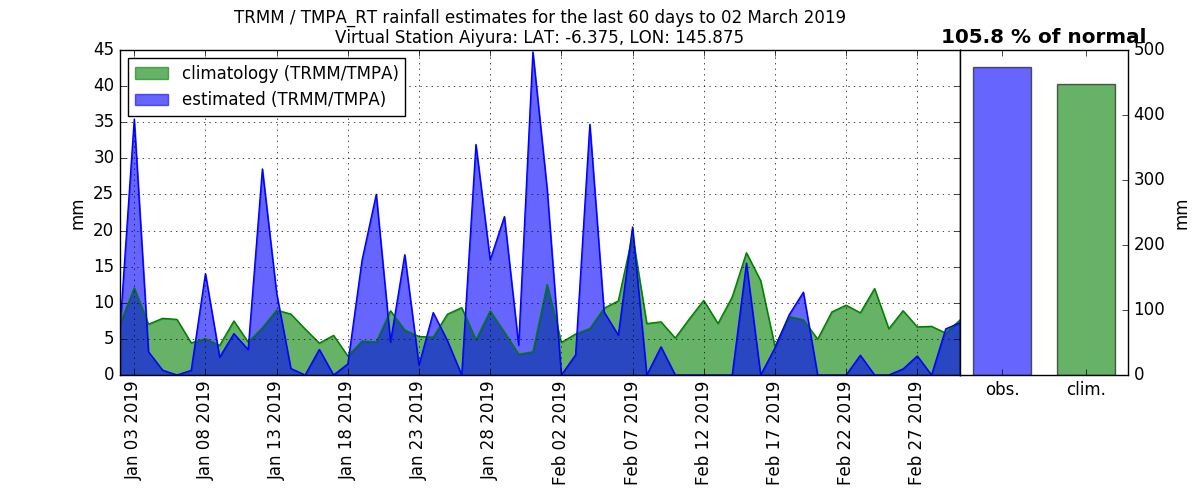 TRMM / TMPA_RT rainfall estimates for the last 60 days to 02 March 2019
Virtual Station Aiyura: LAT: -6.375, LON: 145.875
105.8 % of normal
climatology (TRMM/TMPA)
estimated (TRMM/TMPA)
mm
45
40
35
30
25
20
15
10
5
0
Jan 03 2019
Jan 08 2019
Jan 13 2019
Jan 18 2019
Jan 23 2019
Jan 28 2019
Feb 02 2019
Feb 07 2019
Feb 12 2019
Feb 17 2019
Feb 22 2019
Feb 27 2019
obs.
clim.
500
400
300
200
100
0
mm